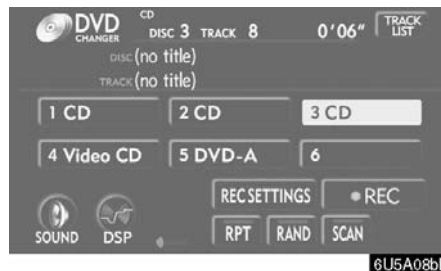 DVD CHANGER CD DISC 3 TRACK 8 0'06" TRACK LIST
DISC (no title)
TRACK (no title)
1 CD 2 CD 3 CD
4 Video CD 5 DVD-A 6
REC SETTINGS REC
SOUND DSP RPT RAND SCAN
6U5A08b